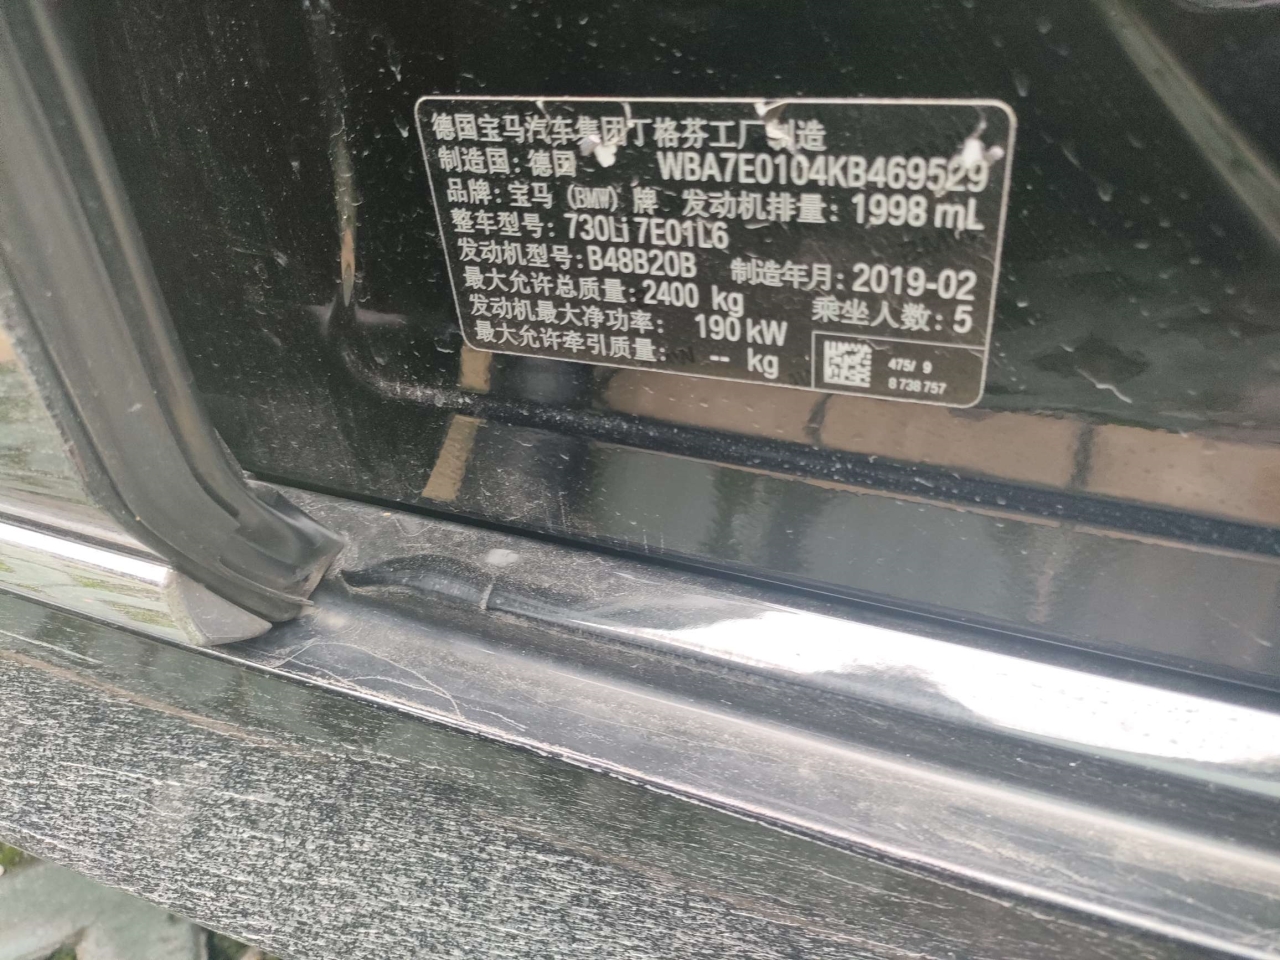 德国宝马汽车集团丁格芬工厂制造
制造国：德国 WBA7E0104KB469529
品牌：宝马（BMW）牌 发动机排量：1998 mL
整车型号：730Li 7E01L6
发动机型号：B48B20B 制造年月：2019-02
最大允许总质量：2400 kg 乘坐人数：5
发动机最大净功率： 190 kW
最大允许牵引质量： -- kg
475/ 9
8 738 757